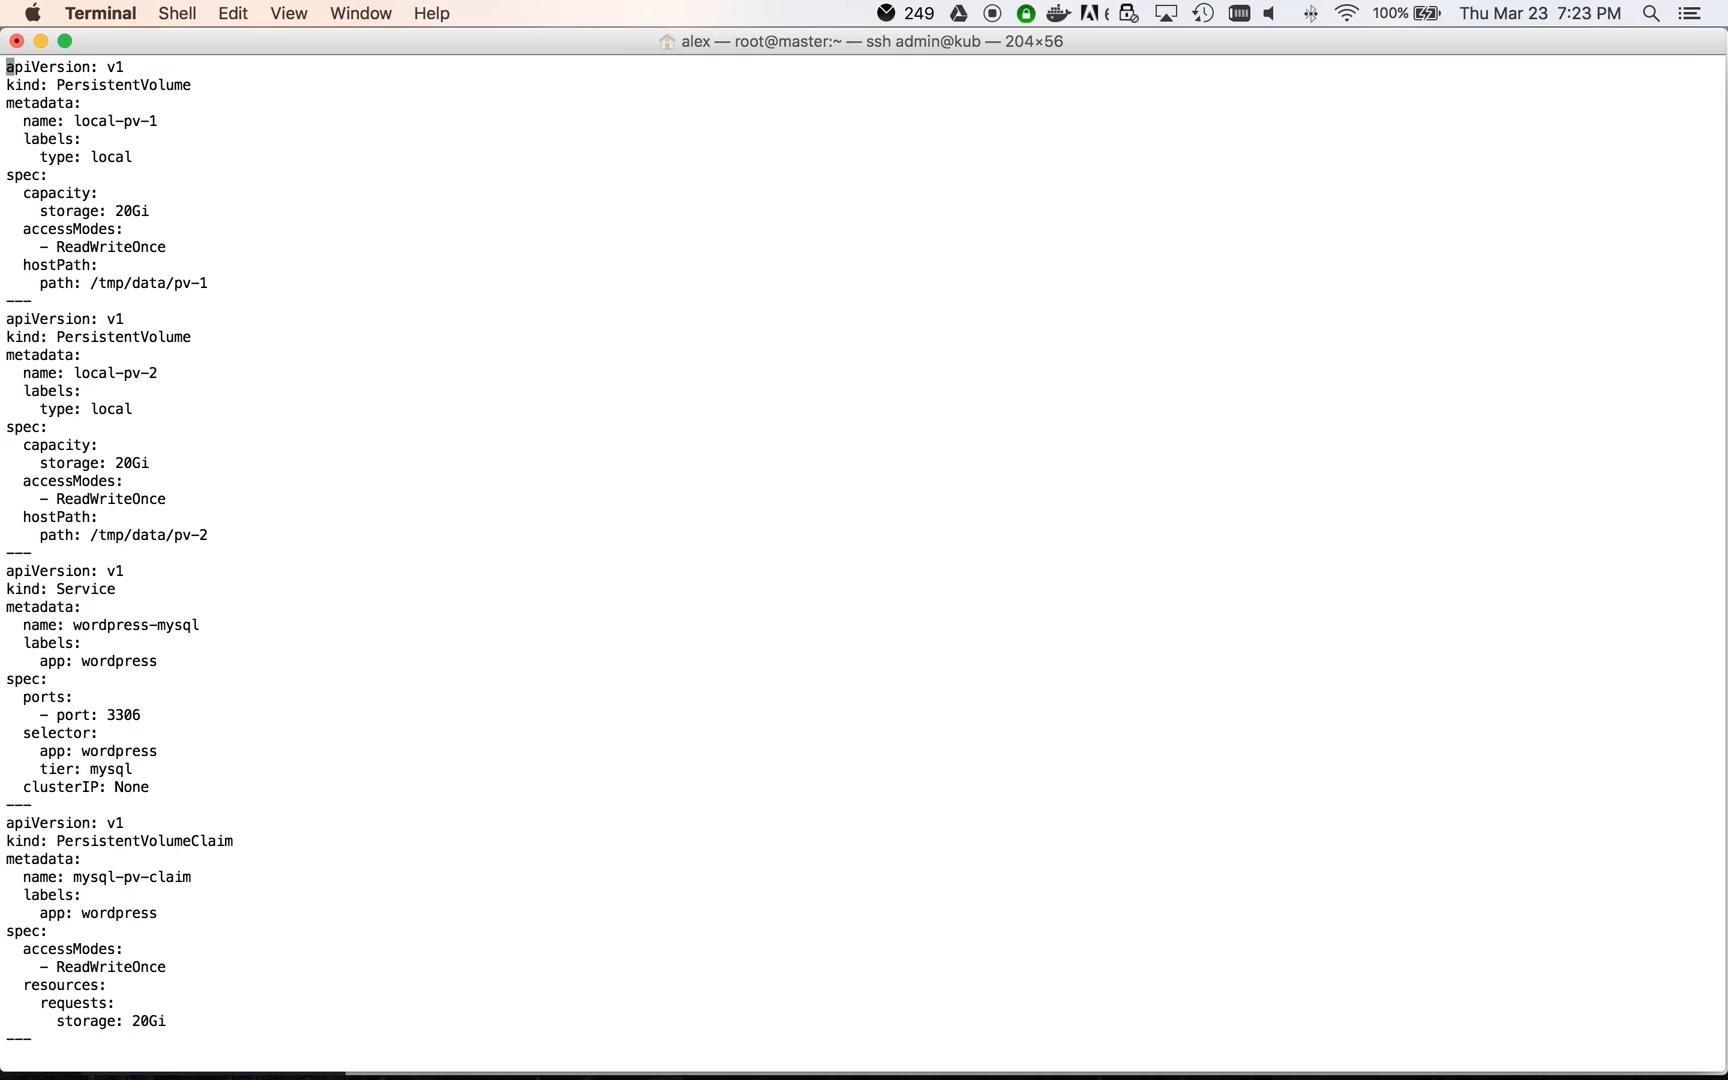 Terminal Shell Edit View Window Help 249 6 100% Thu Mar 23 7:23 PM
alex — root@master:~ — ssh admin@kub — 204×56
apiVersion: v1
kind: PersistentVolume
metadata:
  name: local-pv-1
  labels:
    type: local
spec:
  capacity:
    storage: 20Gi
  accessModes:
    - ReadWriteOnce
  hostPath:
    path: /tmp/data/pv-1
---
apiVersion: v1
kind: PersistentVolume
metadata:
  name: local-pv-2
  labels:
    type: local
spec:
  capacity:
    storage: 20Gi
  accessModes:
    - ReadWriteOnce
  hostPath:
    path: /tmp/data/pv-2
---
apiVersion: v1
kind: Service
metadata:
  name: wordpress-mysql
  labels:
    app: wordpress
spec:
  ports:
    - port: 3306
  selector:
    app: wordpress
    tier: mysql
  clusterIP: None
---
apiVersion: v1
kind: PersistentVolumeClaim
metadata:
  name: mysql-pv-claim
  labels:
    app: wordpress
spec:
  accessModes:
    - ReadWriteOnce
  resources:
    requests:
      storage: 20Gi
---